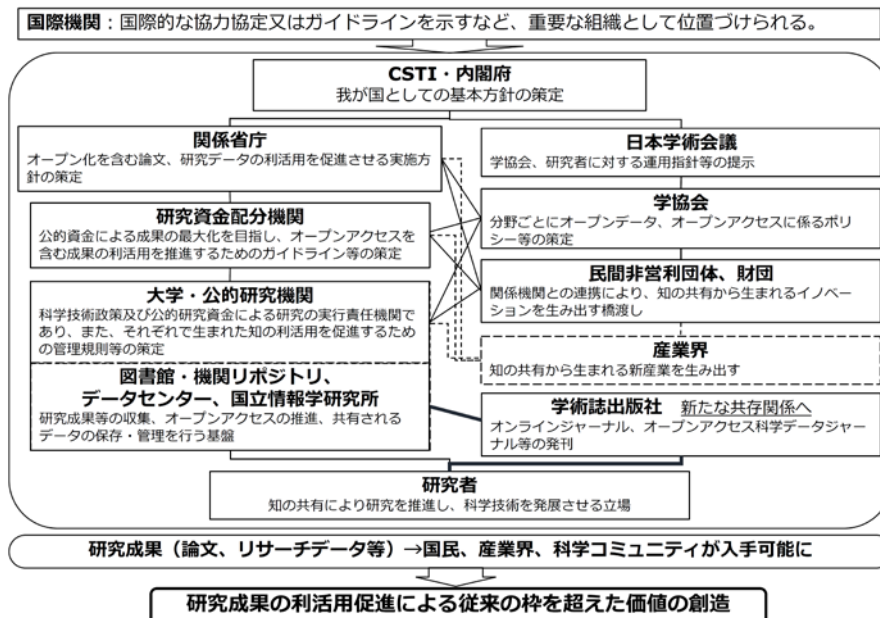 国際機関：国際的な協力協定又はガイドラインを示すなど、重要な組織として位置づけられる。
CSTI・内閣府
我が国としての基本方針の策定
関係省庁
オープン化を含む論文、研究データの利活用を促進させる実施方
針の策定
研究資金配分機関
公的資金による成果の最大化を目指し、オープンアクセスを
含む成果の利活用を推進するためのガイドライン等の策定
大学・公的研究機関
科学技術政策及び公的研究資金による研究の実行責任機関で
あり、また、それぞれで生まれた知の利活用を促進するため
の管理規則等の策定
図書館・機関リポジトリ、
データセンター、国立情報学研究所
研究成果等の収集、オープンアクセスの推進、共有される
データの保存・管理を行う基盤
日本学術会議
学協会、研究者に対する運用指針等の提示
学協会
分野ごとにオープンデータ、オープンアクセスに係るポリ
シー等の策定
民間非営利団体、財団
関係機関との連携により、知の共有から生まれるイノベー
ションを生み出す橋渡し
産業界
知の共有から生まれる新産業を生み出す
学術誌出版社 新たな共存関係へ
オンラインジャーナル、オープンアクセス科学データジャー
ナル等の発刊
研究者
知の共有により研究を推進し、科学技術を発展させる立場
研究成果（論文、リサーチデータ等）→国民、産業界、科学コミュニティが入手可能に
研究成果の利活用促進による従来の枠を超えた価値の創造